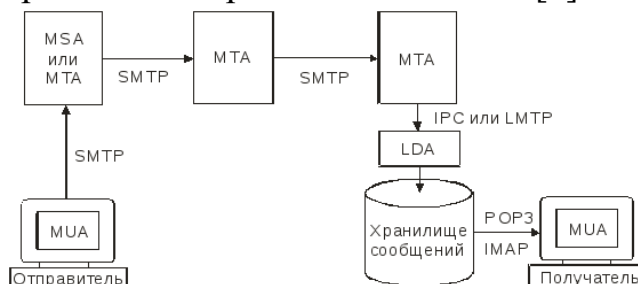 MSA
или
MTA
SMTP
MTA
SMTP
MTA
IPC или LMTP
LDA
SMTP
MUA
Отправитель
Хранилище
сообщений
POP3
IMAP
MUA
Получатель